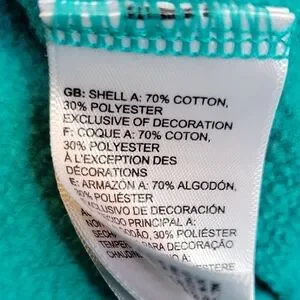 GB: SHELL A: 70% COTTON,
30% POLYESTER
EXCLUSIVE OF DECORATION
F: COQUE A: 70% COTON,
30% POLYESTER
À L'EXCEPTION DES
DÉCORATIONS
E: ARMAZÓN A: 70% ALGODÓN,
30% POLIÉSTER
EXCLUSIVO DE DECORACIÓN
PRINCIPAL A:
30% POLIÉSTER
PARA DECORAÇÃO
A: